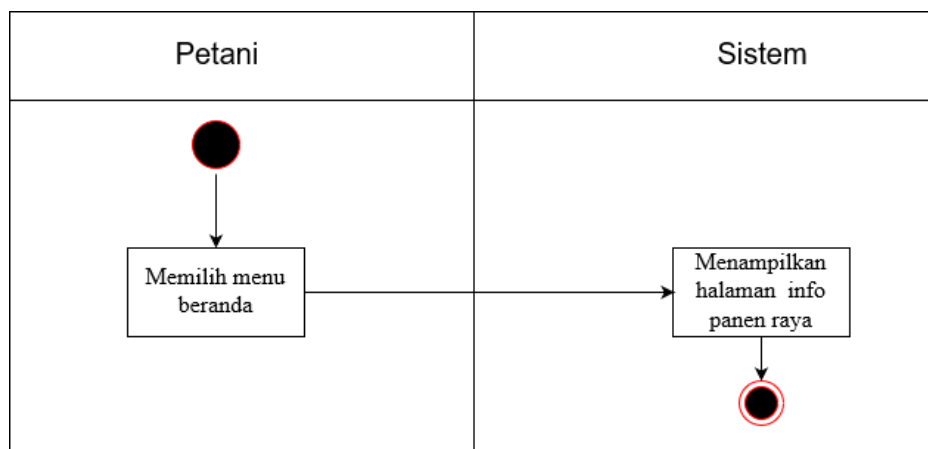 Petani
Sistem
Memilih menu
beranda
Menampilkan
halaman info
panen raya